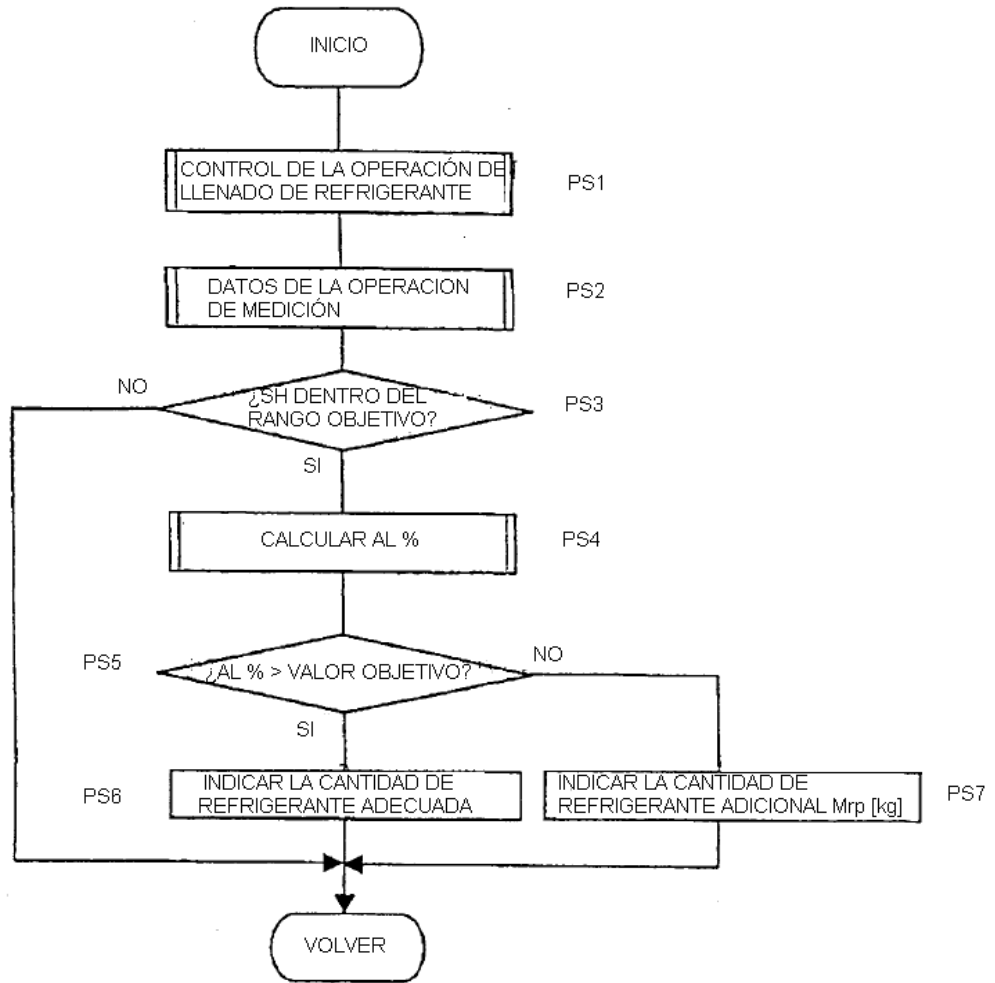 INICIO
CONTROL DE LA OPERACIÓN DE
LLENADO DE REFRIGERANTE
PS1
DATOS DE LA OPERACION
DE MEDICIÓN
PS2
NO
¿SH DENTRO DEL
RANGO OBJETIVO?
PS3
SI
CALCULAR AL %
PS4
PS5
¿AL % > VALOR OBJETIVO?
NO
SI
PS6
INDICAR LA CANTIDAD DE
REFRIGERANTE ADECUADA
INDICAR LA CANTIDAD DE
REFRIGERANTE ADICIONAL Mrp [kg]
PS7
VOLVER